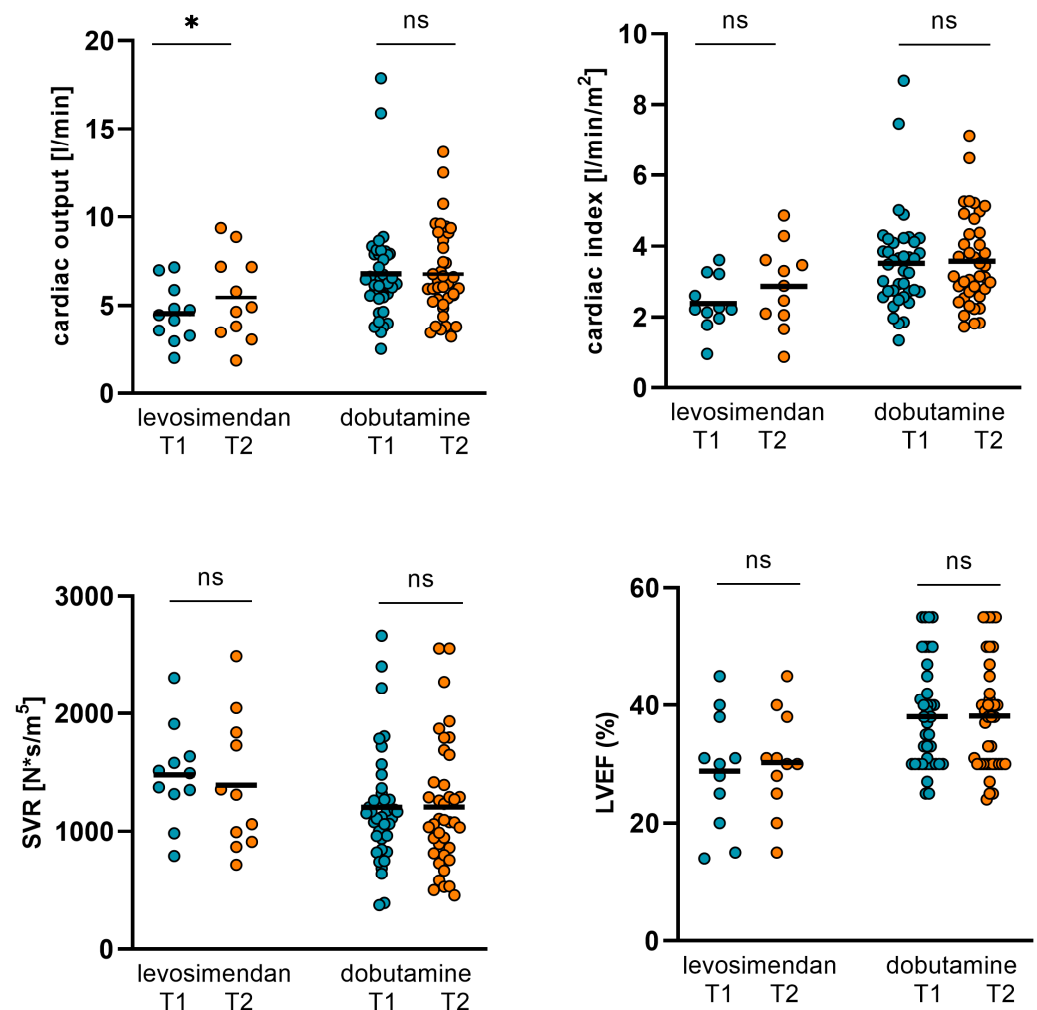 * ns
cardiac output [l/min]
20
15
10
5
0
levosimendan dobutamine
T1 T2 T1 T2
ns ns
cardiac index [l/min/m²]
10
8
6
4
2
0
levosimendan dobutamine
T1 T2 T1 T2
ns ns
SVR [N*s/m⁵]
3000
2000
1000
0
levosimendan dobutamine
T1 T2 T1 T2
ns ns
LVEF (%)
60
40
20
0
levosimendan dobutamine
T1 T2 T1 T2